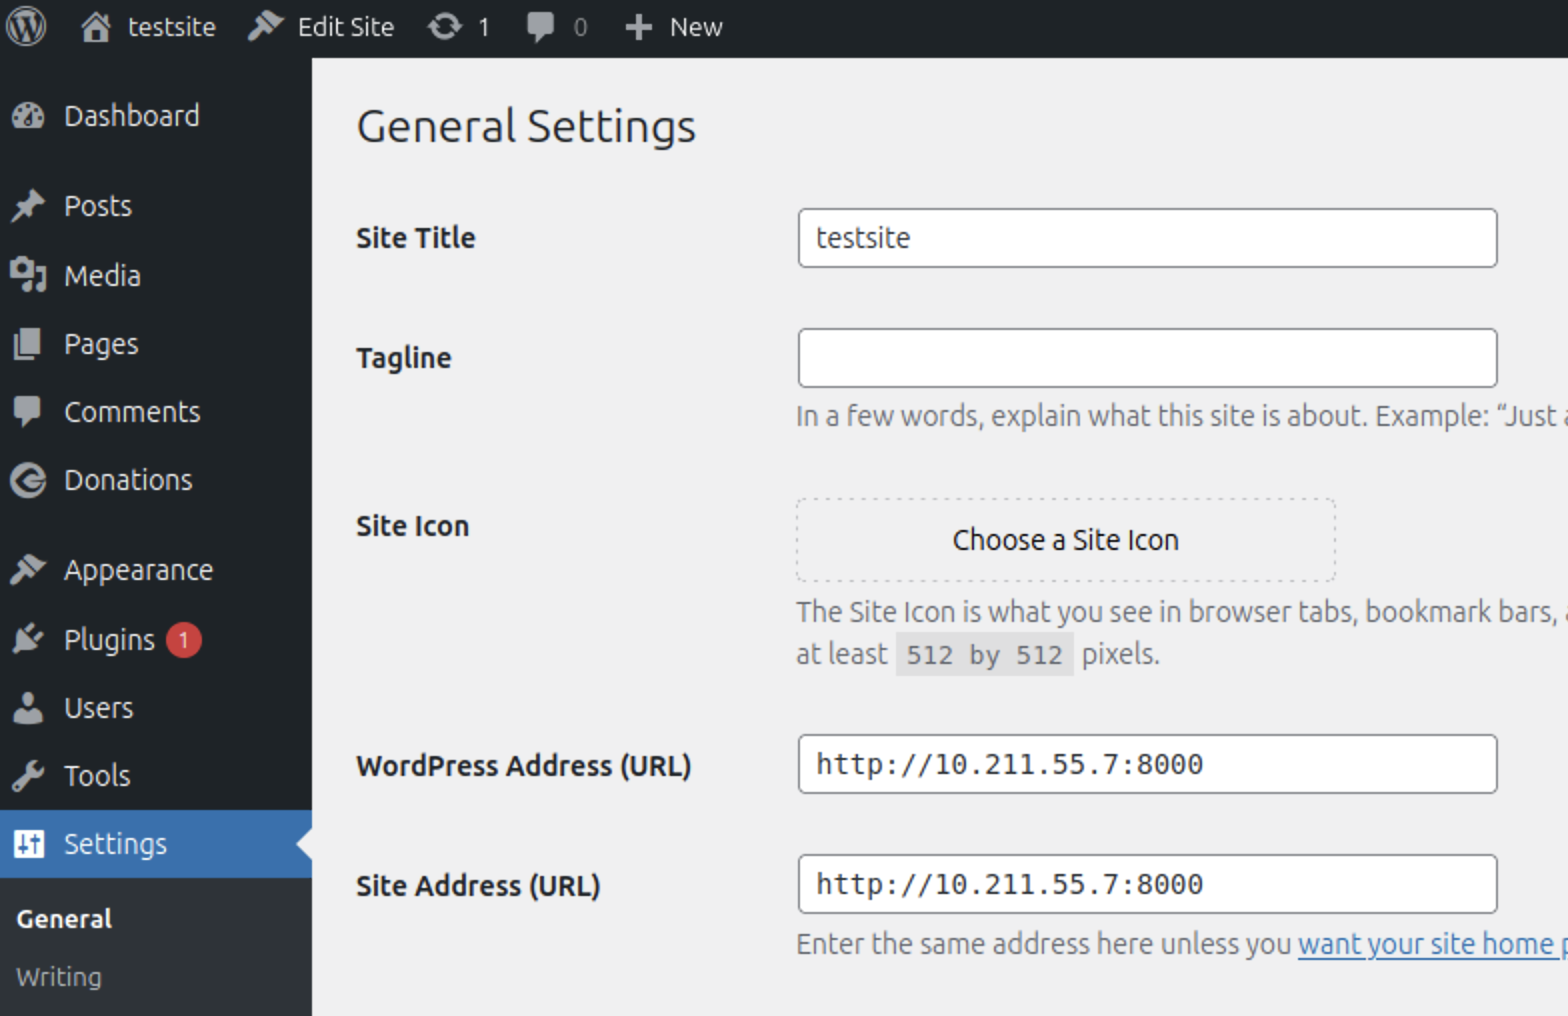 testsite Edit Site 1 0 New
Dashboard
Posts
Media
Pages
Comments
Donations
Appearance
Plugins 1
Users
Tools
Settings
General
Writing
General Settings
Site Title testsite
Tagline
In a few words, explain what this site is about. Example: “Just
Site Icon Choose a Site Icon
The Site Icon is what you see in browser tabs, bookmark bars,
at least 512 by 512 pixels.
WordPress Address (URL) http://10.211.55.7:8000
Site Address (URL) http://10.211.55.7:8000
Enter the same address here unless you want your site home